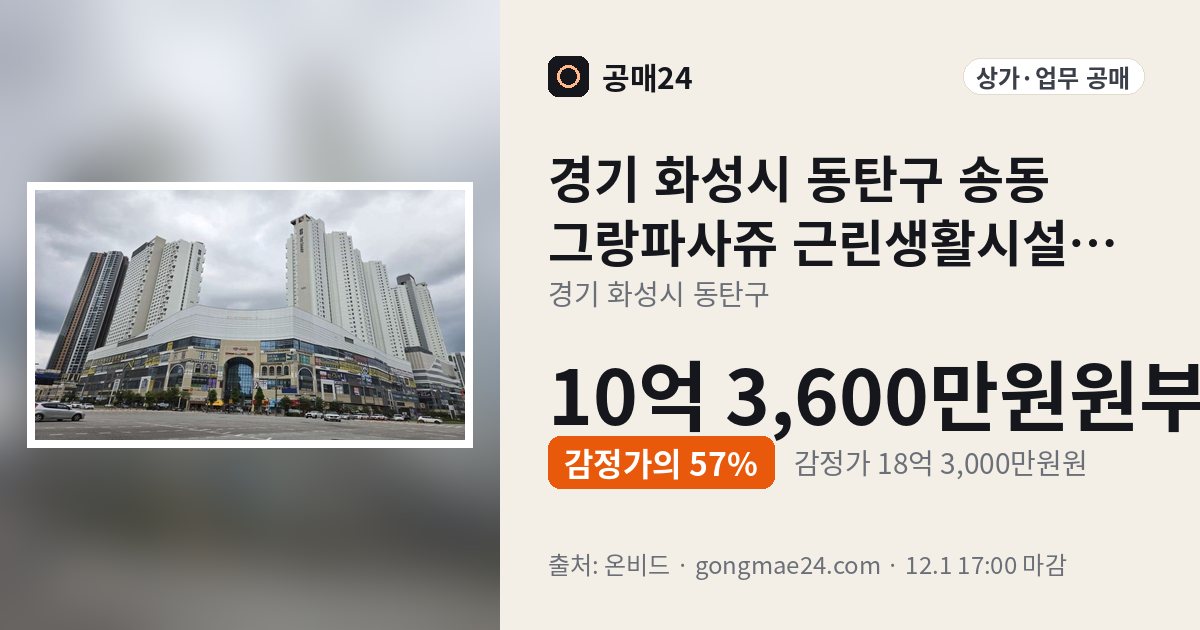 공매24
상가·업무 공매
경기 화성시 동탄구 송동
그랑파사쥬 근린생활시설…
경기 화성시 동탄구
10억 3,600만원원부
감정가의 57%
감정가 18억 3,000만원원
출처: 온비드 · gongmae24.com · 12.1 17:00 마감